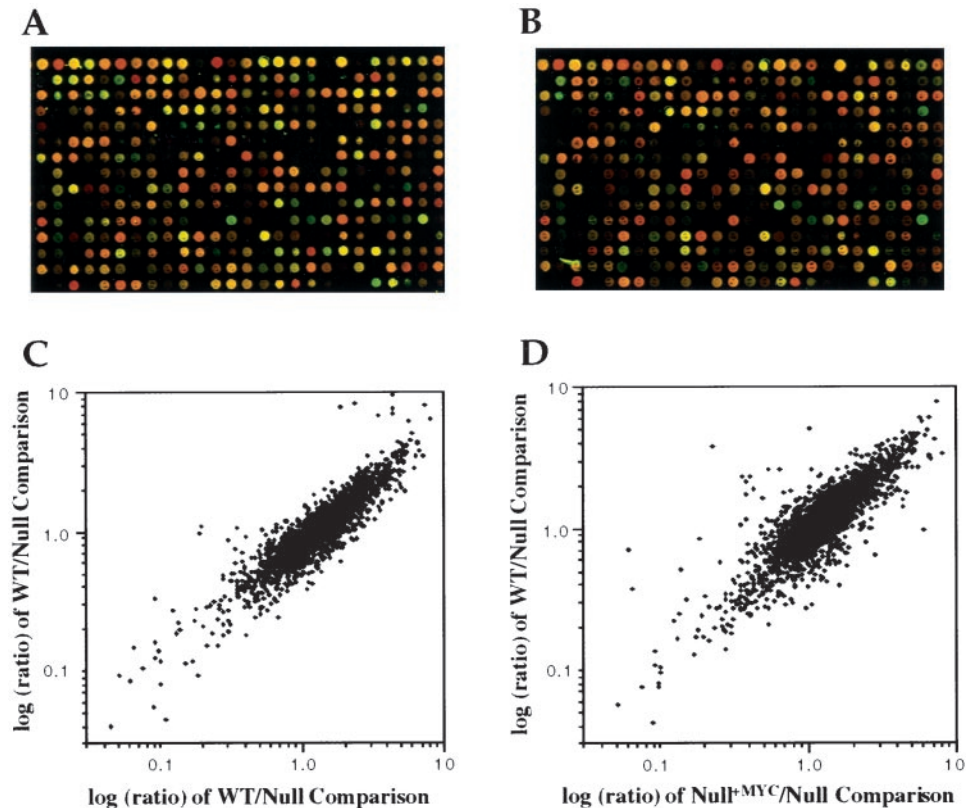 A
B
C
D
10
1.0
0.1
log (ratio) of WT/Null Comparison
0.1
1.0
10
log (ratio) of WT/Null Comparison
10
1.0
0.1
log (ratio) of WT/Null Comparison
0.1
1.0
10
log (ratio) of Null+MYC/Null Comparison